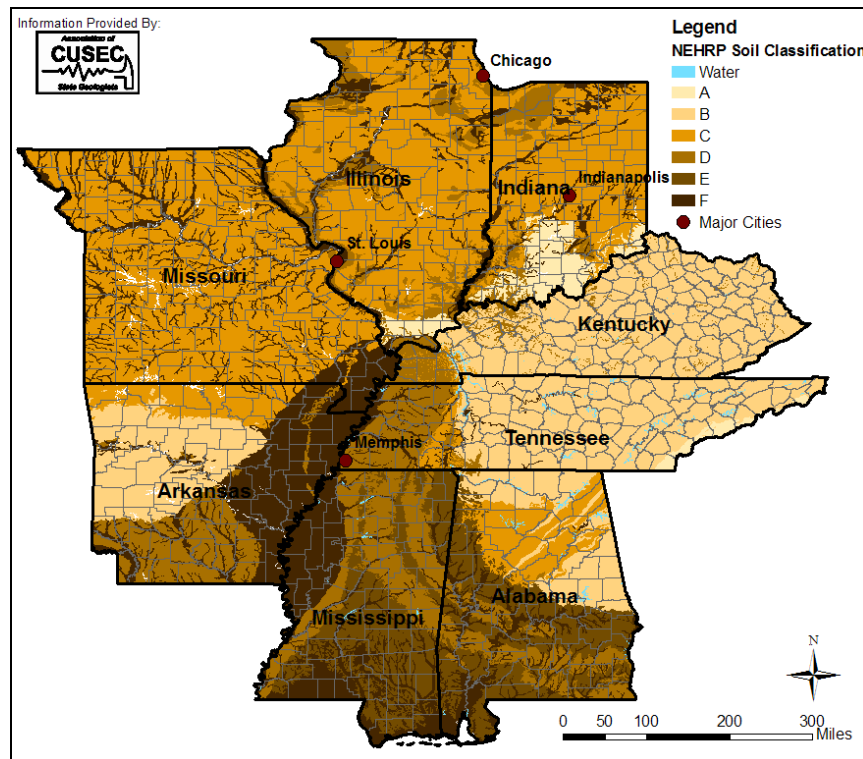 Information Provided By:
Association of
CUSEC
State Geologists
Legend
NEHRP Soil Classification
Water
A
B
C
D
E
F
Major Cities
Chicago
Illinois
Indiana
Indianapolis
St. Louis
Missouri
Kentucky
Tennessee
Memphis
Arkansas
Alabama
Mississippi
N
0 50 100 200 300
Miles